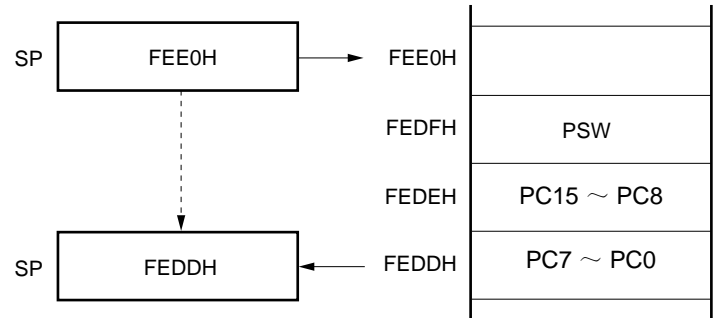 SP FEE0H FEE0H
FEDFH PSW
FEDEH PC15 ～ PC8
SP FEDDH FEDDH PC7 ～ PC0